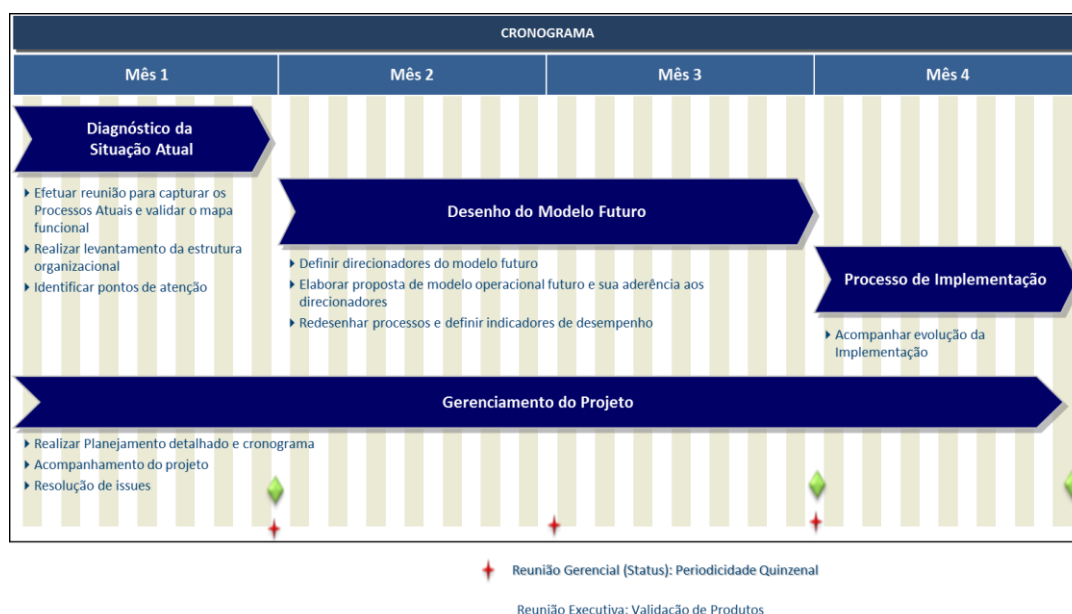 CRONOGRAMA
Mês 1
Mês 2
Mês 3
Mês 4
Diagnóstico da
Situação Atual
Efetuar reunião para capturar os
Processos Atuais e validar o mapa
funcional
Realizar levantamento da estrutura
organizacional
Identificar pontos de atenção
Desenho do Modelo Futuro
Definir direcionadores do modelo futuro
Elaborar proposta de modelo operacional futuro e sua aderência aos
direcionadores
Redesenhar processos e definir indicadores de desempenho
Processo de Implementação
Acompanhar evolução da
Implementação
Gerenciamento do Projeto
Realizar Planejamento detalhado e cronograma
Acompanhamento do projeto
Resolução de issues
Reunião Gerencial (Status): Periodicidade Quinzenal
Reunião Executiva: Validação de Produtos